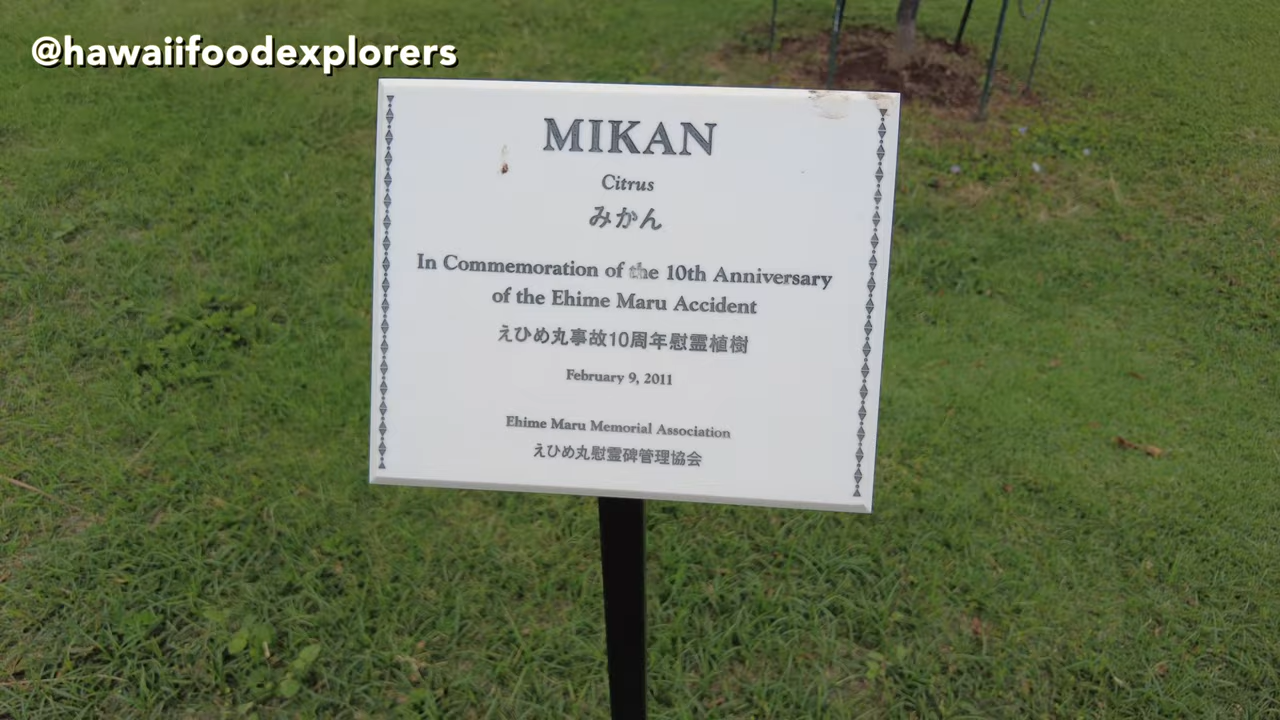 @hawaiifoodexplorers
MIKAN
Citrus
みかん
In Commemoration of the 10th Anniversary
of the Ehime Maru Accident
えひめ丸事故10周年慰霊植樹
February 9, 2011
Ehime Maru Memorial Association
えひめ丸慰霊碑管理協会